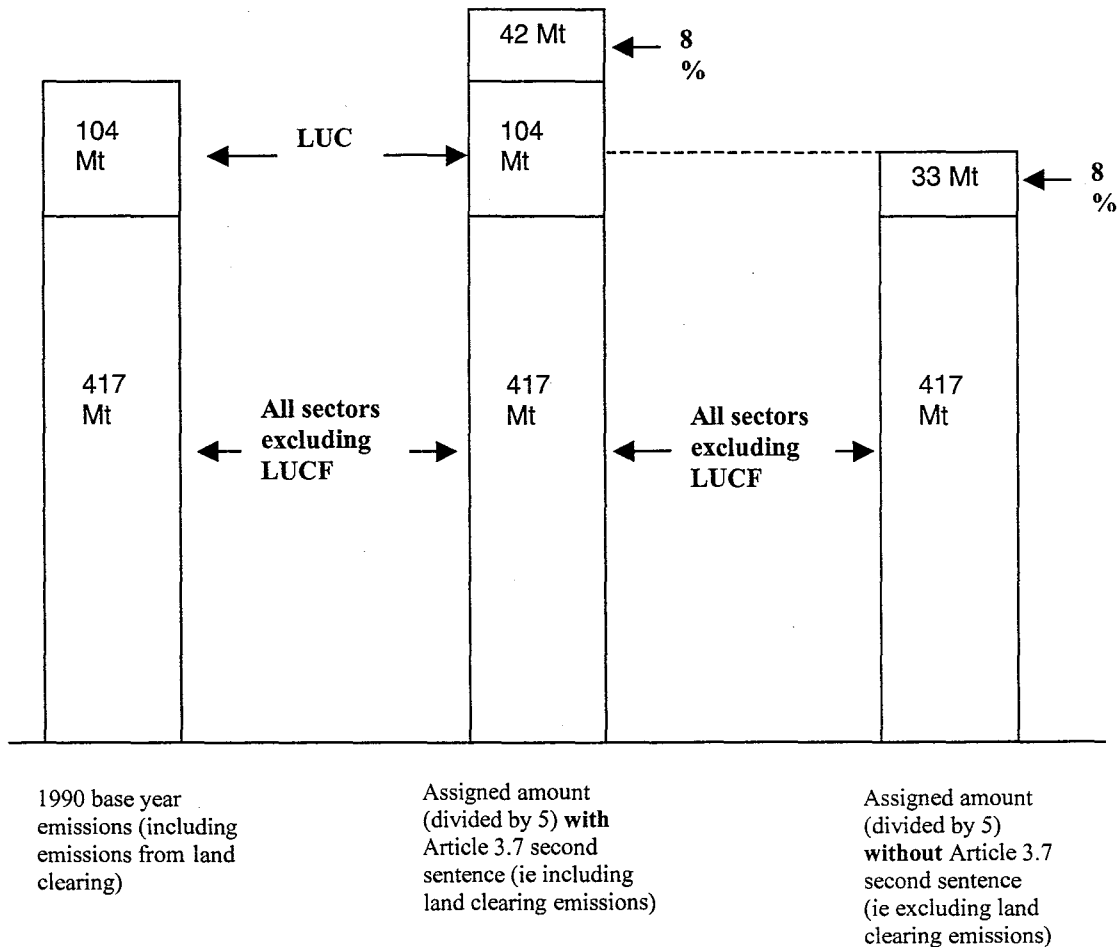 42 Mt
8
%
104
Mt
LUC
104
Mt
33 Mt
8
%
417
Mt
All sectors
excluding
LUCF
417
Mt
All sectors
excluding
LUCF
417
Mt
1990 base year
emissions (including
emissions from land
clearing)
Assigned amount
(divided by 5) with
Article 3.7 second
sentence (ie including
land clearing emissions)
Assigned amount
(divided by 5)
without Article 3.7
second sentence
(ie excluding land
clearing emissions)